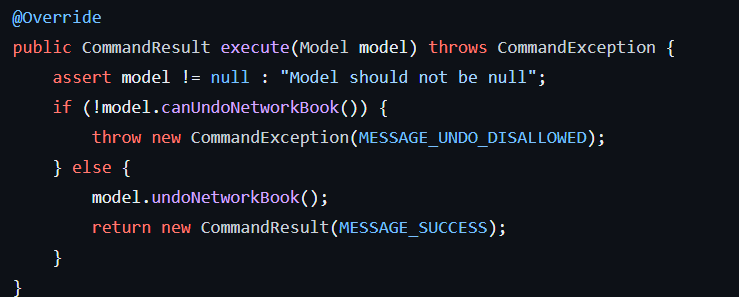 @Override
public CommandResult execute(Model model) throws CommandException {
    assert model != null : "Model should not be null";
    if (!model.canUndoNetworkBook()) {
        throw new CommandException(MESSAGE_UNDO_DISALLOWED);
    } else {
        model.undoNetworkBook();
        return new CommandResult(MESSAGE_SUCCESS);
    }
}